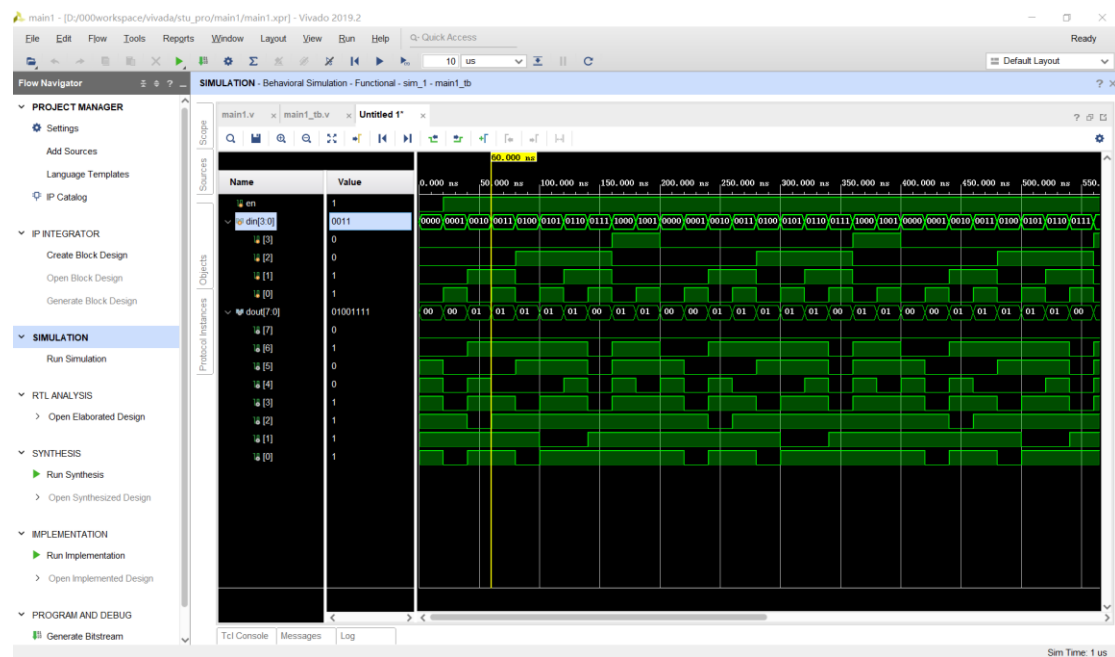 main1 - [D:/000workspace/vivada/stu_pro/main1/main1.xpr] - Vivado 2019.2
File Edit Flow Tools Reports Window Layout View Run Help Q- Quick Access Ready
10 us Default Layout
Flow Navigator SIMULATION - Behavioral Simulation - Functional - sim_1 - main1_tb
PROJECT MANAGER
Settings
Add Sources
Language Templates
IP Catalog
IP INTEGRATOR
Create Block Design
Open Block Design
Generate Block Design
SIMULATION
Run Simulation
RTL ANALYSIS
Open Elaborated Design
SYNTHESIS
Run Synthesis
Open Synthesized Design
IMPLEMENTATION
Run Implementation
Open Implemented Design
PROGRAM AND DEBUG
Generate Bitstream
Scope
Sources
Objects
Protocol Instances
main1.v main1_tb.v Untitled 1*
60.000 ns
Name Value 0.000 ns 50.000 ns 100.000 ns 150.000 ns 200.000 ns 250.000 ns 300.000 ns 350.000 ns 400.000 ns 450.000 ns 500.000 ns 550.
en 1
din[3:0] 0011 0000 0001 0010 0011 0100 0101 0110 0111 1000 1001 0000 0001 0010 0011 0100 0101 0110 0111 1000 1001 0000 0001 0010 0011 0100 0101 0110 0111
[3] 0
[2] 0
[1] 1
[0] 1
dout[7:0] 01001111 00 00 01 01 01 01 01 00 01 01 00 00 01 01 01 01 01 00 01 01 00 00 01 01 01 01 01 00
[7] 0
[6] 1
[5] 0
[4] 0
[3] 1
[2] 1
[1] 1
[0] 1
Tcl Console Messages Log
Sim Time: 1 us